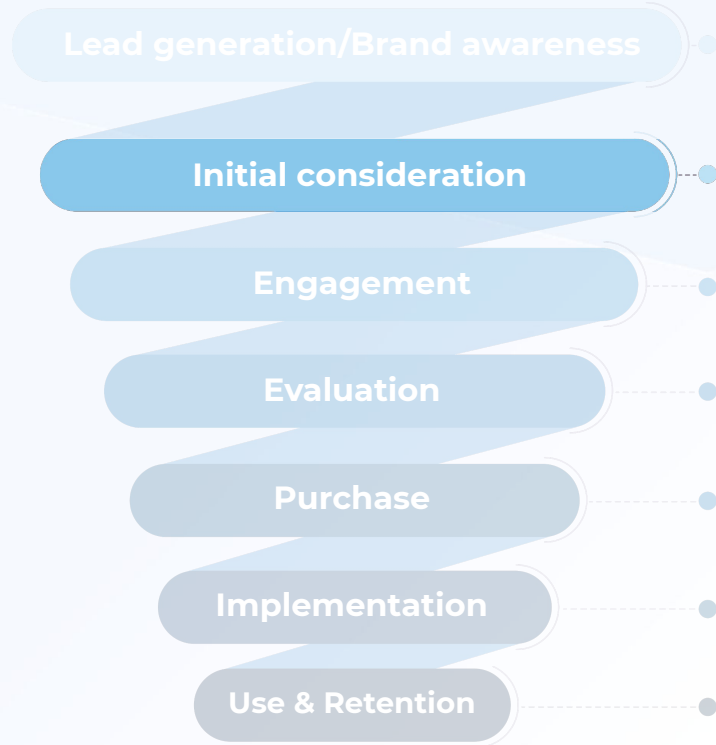 Lead generation/Brand awareness
Initial consideration
Engagement
Evaluation
Purchase
Implementation
Use & Retention